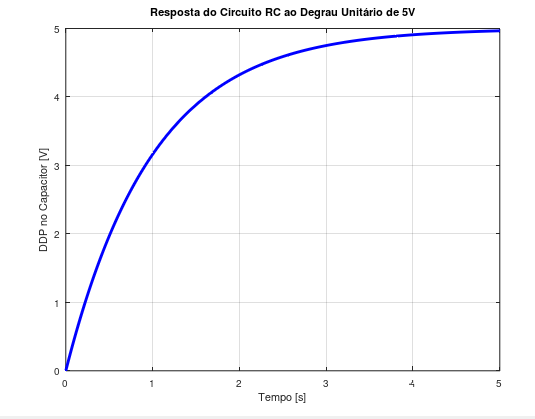 Resposta do Circuito RC ao Degrau Unitário de 5V
5
4
3
2
1
0
DDP no Capacitor [V]
0 1 2 3 4 5
Tempo [s]